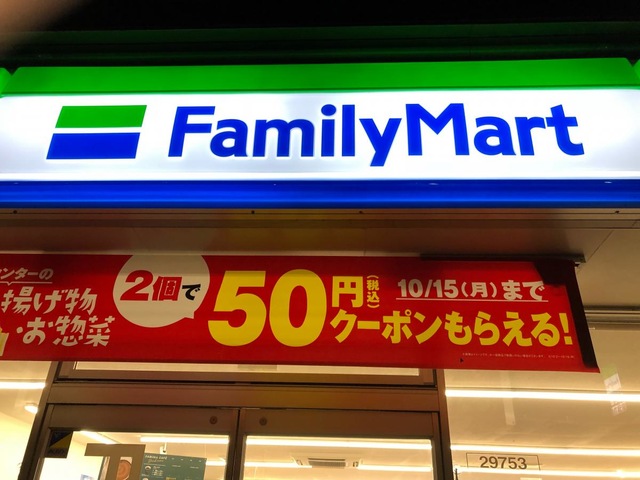 FamilyMart
ンターの
揚げ物
・お惣菜
2個で
50円(税込)
10/15(月)まで
クーポンもらえる!
29753